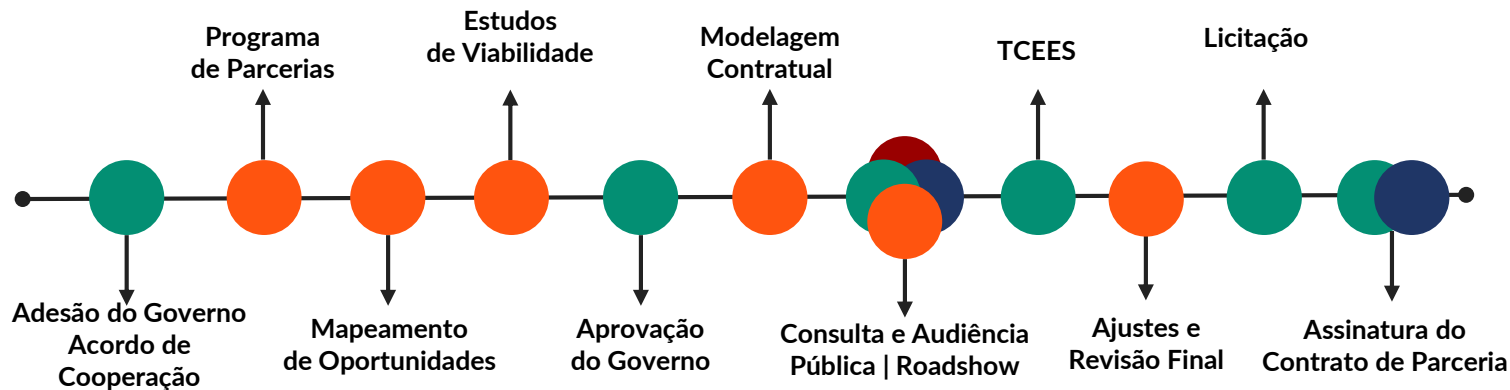 Programa
de Parcerias
Estudos
de Viabilidade
Modelagem
Contratual
TCEES
Licitação
Adesão do Governo
Acordo de
Cooperação
Mapeamento
de Oportunidades
Aprovação
do Governo
Consulta e Audiência
Pública | Roadshow
Ajustes e
Revisão Final
Assinatura do
Contrato de Parceria